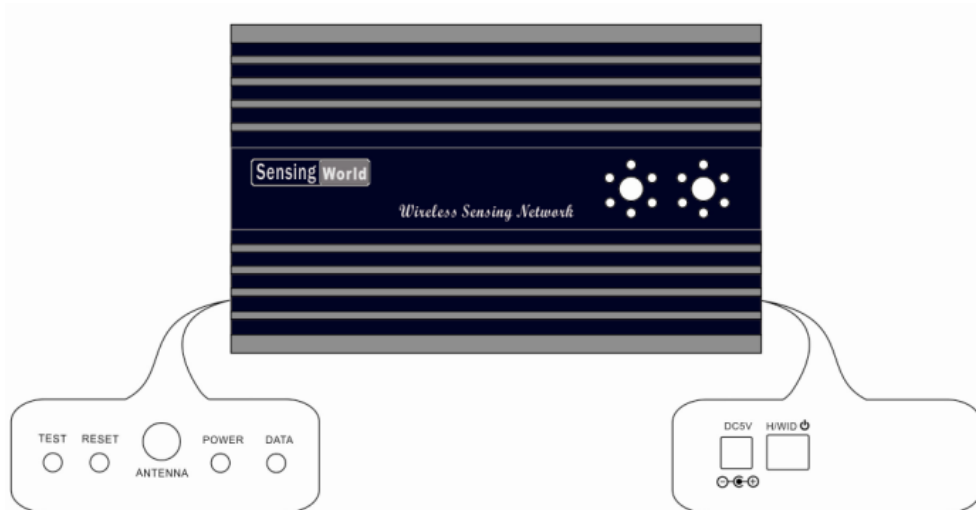 Sensing World
Wireless Sensing Network
TEST RESET POWER DATA
ANTENNA
DC5V H/WID